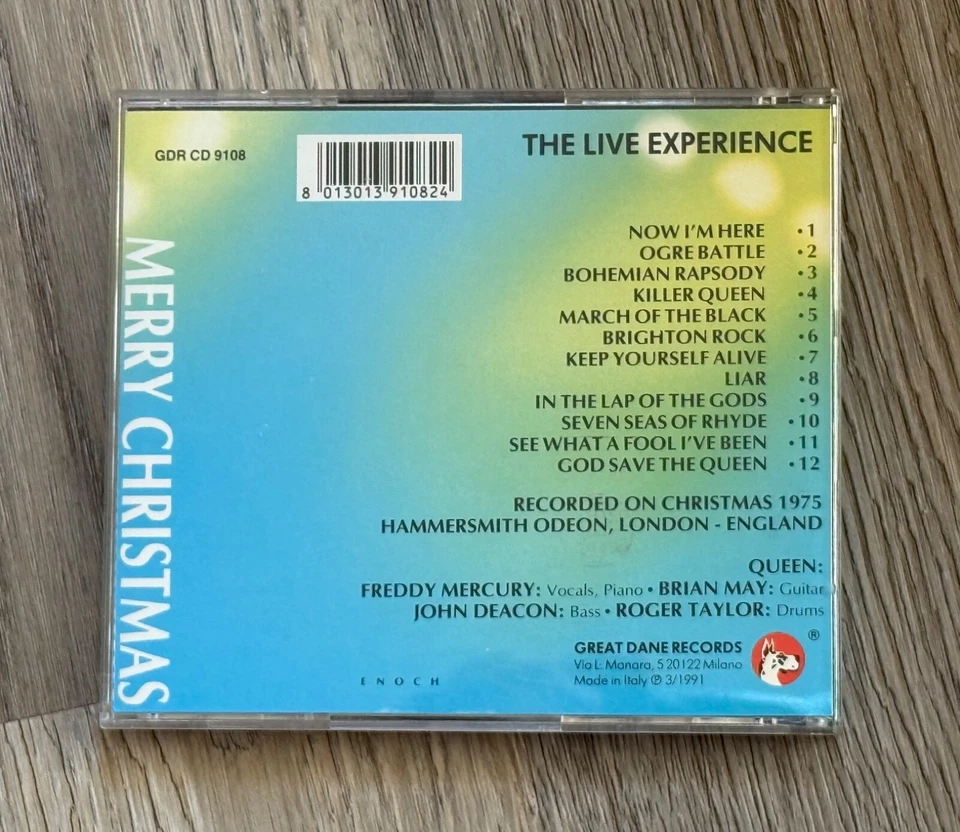 GDR CD 9108
8 013013 910824
THE LIVE EXPERIENCE
MERRY CHRISTMAS
NOW I'M HERE • 1
OGRE BATTLE • 2
BOHEMIAN RAPSODY • 3
KILLER QUEEN • 4
MARCH OF THE BLACK • 5
BRIGHTON ROCK • 6
KEEP YOURSELF ALIVE • 7
LIAR • 8
IN THE LAP OF THE GODS • 9
SEVEN SEAS OF RHYDE • 10
SEE WHAT A FOOL I'VE BEEN • 11
GOD SAVE THE QUEEN • 12
RECORDED ON CHRISTMAS 1975
HAMMERSMITH ODEON, LONDON - ENGLAND
QUEEN:
FREDDY MERCURY: Vocals, Piano • BRIAN MAY: Guitar
JOHN DEACON: Bass • ROGER TAYLOR: Drums
GREAT DANE RECORDS ®
Via L. Manara, 5 20122 Milano
Made in Italy ℗ 3/1991
ENOCH